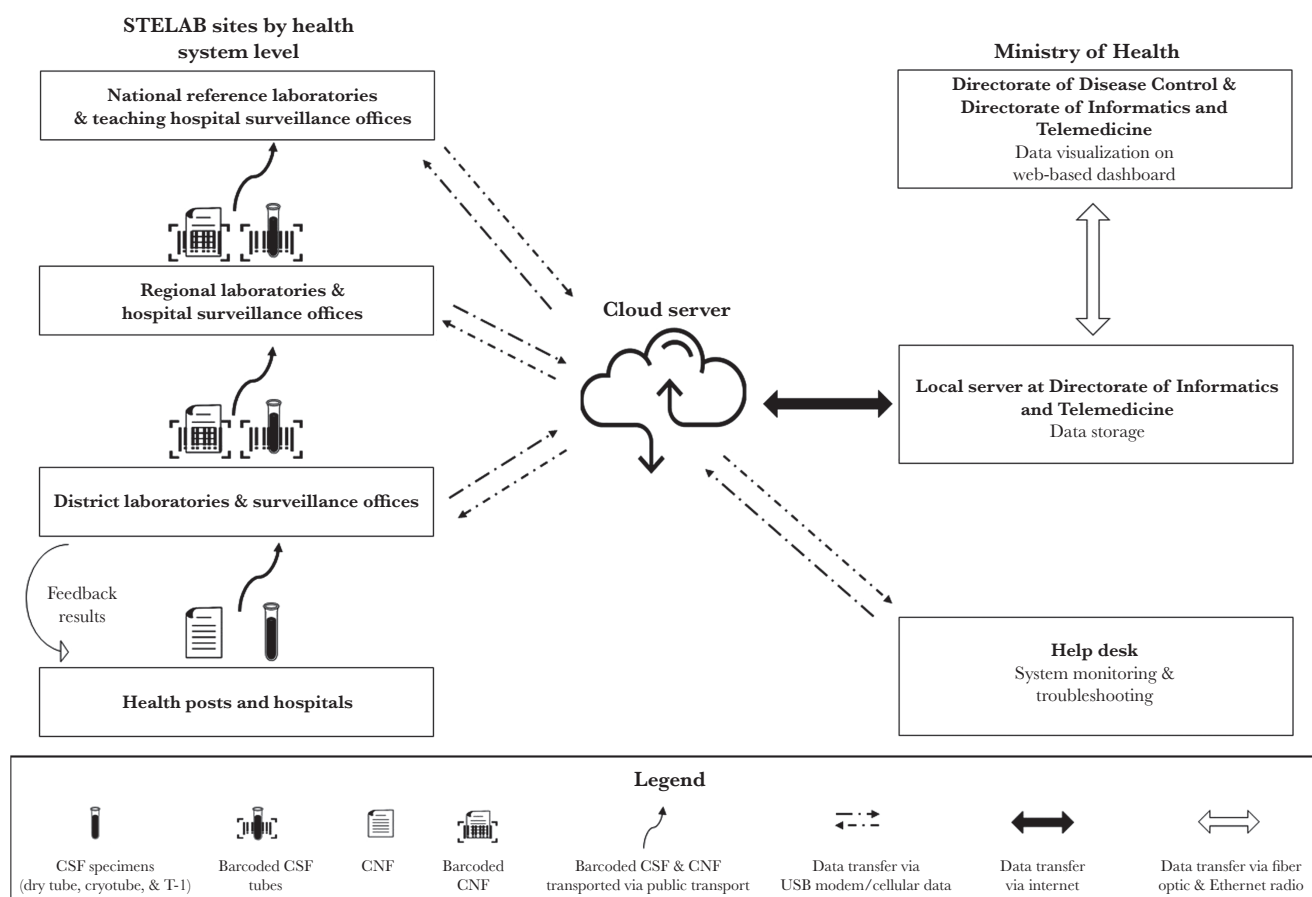 STELAB sites by health
system level
National reference laboratories
& teaching hospital surveillance offices
Regional laboratories &
hospital surveillance offices
District laboratories & surveillance offices
Feedback
results
Health posts and hospitals
Cloud server
Ministry of Health
Directorate of Disease Control &
Directorate of Informatics and
Telemedicine
Data visualization on
web-based dashboard
Local server at Directorate of Informatics
and Telemedicine
Data storage
Help desk
System monitoring &
troubleshooting
Legend
CSF specimens
(dry tube, cryotube, & T-1)
Barcoded CSF
tubes
CNF
Barcoded
CNF
Barcoded CSF & CNF
transported via public transport
Data transfer via
USB modem/cellular data
Data transfer
via internet
Data transfer via fiber
optic & Ethernet radio